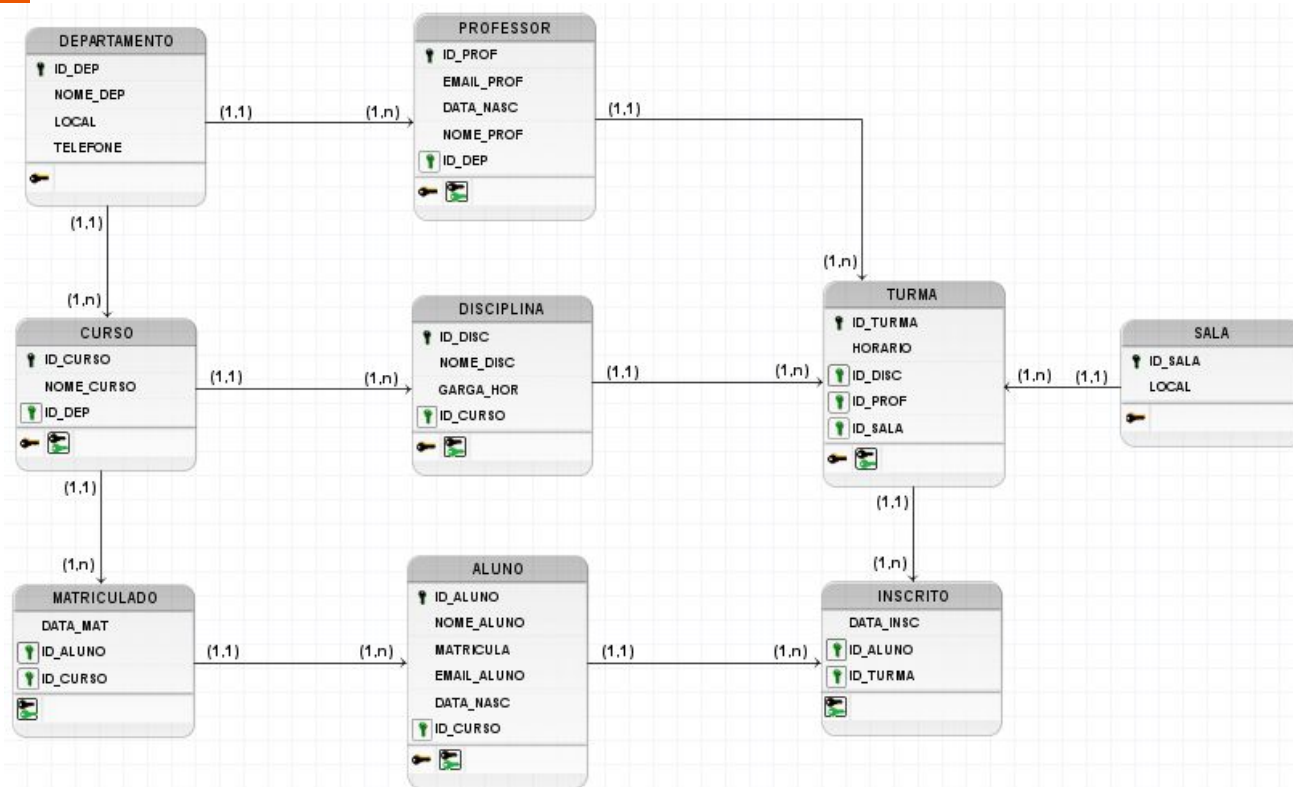 DEPARTAMENTO
ID_DEP
NOME_DEP
LOCAL
TELEFONE
(1,1)
(1,n)
PROFESSOR
ID_PROF
EMAIL_PROF
DATA_NASC
NOME_PROF
ID_DEP
(1,1)
(1,n)
(1,1)
(1,n)
CURSO
ID_CURSO
NOME_CURSO
ID_DEP
(1,1)
(1,n)
DISCIPLINA
ID_DISC
NOME_DISC
GARGA_HOR
ID_CURSO
(1,1)
(1,n)
TURMA
ID_TURMA
HORARIO
ID_DISC
ID_PROF
ID_SALA
(1,n)
(1,1)
SALA
ID_SALA
LOCAL
(1,1)
(1,n)
(1,1)
(1,n)
MATRICULADO
DATA_MAT
ID_ALUNO
ID_CURSO
(1,1)
(1,n)
ALUNO
ID_ALUNO
NOME_ALUNO
MATRICULA
EMAIL_ALUNO
DATA_NASC
ID_CURSO
(1,1)
(1,n)
INSCRITO
DATA_INSC
ID_ALUNO
ID_TURMA